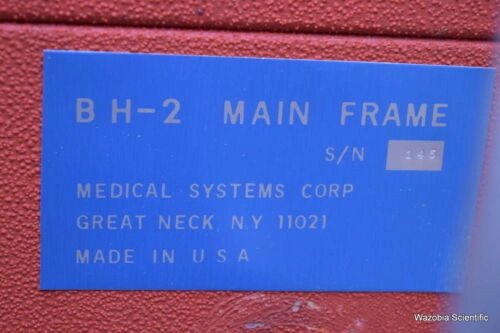 BH-2 MAIN FRAME
S/N 145
MEDICAL SYSTEMS CORP
GREAT NECK, N.Y 11021
MADE IN U S A
Wazobia Scientific